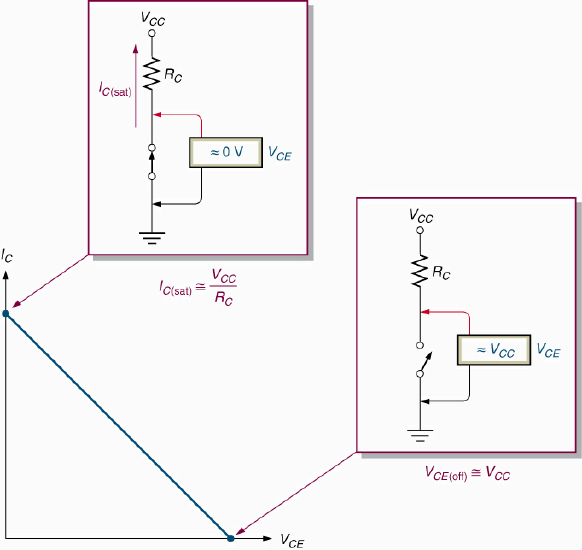 V_CC
R_C
I_C(sat)
≈ 0 V
V_CE
I_C(sat) ≅ V_CC / R_C
I_C
V_CC
R_C
≈ V_CC
V_CE
V_CE(off) ≅ V_CC
V_CE